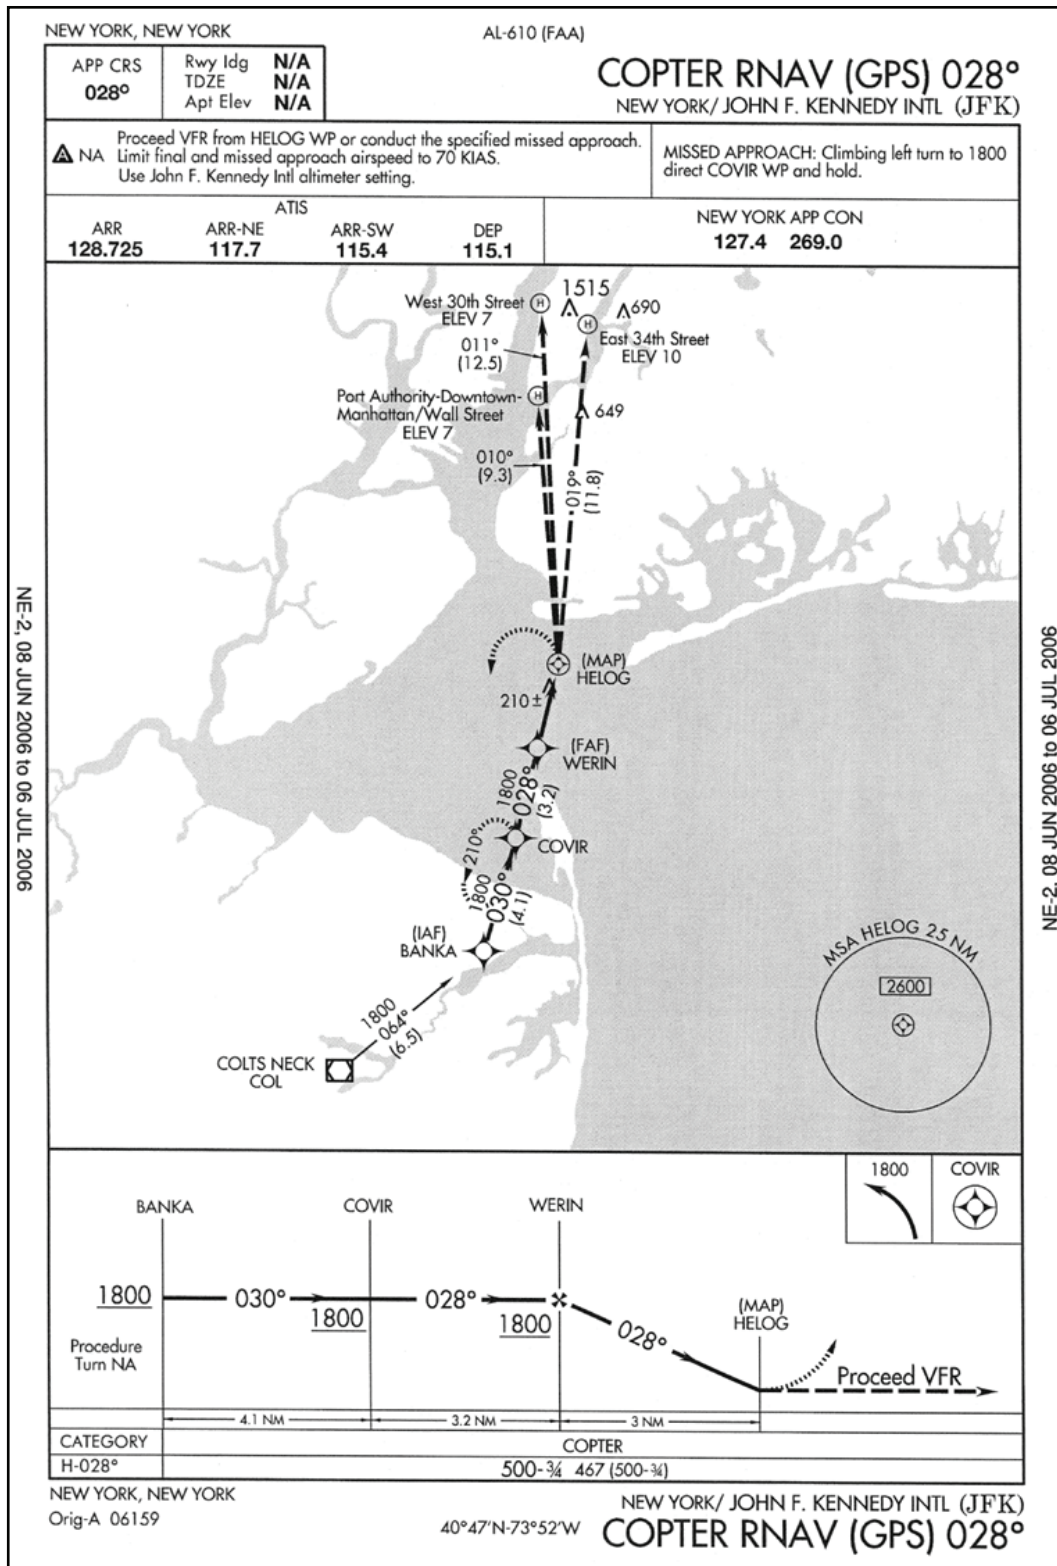 NEW YORK, NEW YORK
AL-610 (FAA)
APP CRS
028°
Rwy ldg N/A
TDZE N/A
Apt Elev N/A
COPTER RNAV (GPS) 028°
NEW YORK/ JOHN F. KENNEDY INTL (JFK)
A NA
Proceed VFR from HELOG WP or conduct the specified missed approach.
Limit final and missed approach airspeed to 70 KIAS.
Use John F. Kennedy Intl altimeter setting.
MISSED APPROACH: Climbing left turn to 1800
direct COVIR WP and hold.
ATIS
ARR
128.725
ARR-NE
117.7
ARR-SW
115.4
DEP
115.1
NEW YORK APP CON
127.4 269.0
West 30th Street
ELEV 7
H
1515
690
H
East 34th Street
ELEV 10
011°
(12.5)
Port Authority-Downtown-
Manhattan/Wall Street
ELEV 7
H
649
010°
(9.3)
019°
(11.8)
(MAP)
HELOG
210±
(FAF)
WERIN
1800
028°
(3.2)
COVIR
210°
1800
030°
(4.1)
(IAF)
BANKA
1800
064°
(6.5)
COLTS NECK
COL
MSA HELOG 25 NM
2600
NE-2, 08 JUN 2006 to 06 JUL 2006
NE-2, 08 JUN 2006 to 06 JUL 2006
1800
COVIR
BANKA
COVIR
WERIN
1800
030°
1800
028°
1800
028°
(MAP)
HELOG
Procedure
Turn NA
Proceed VFR
4.1 NM
3.2 NM
3 NM
CATEGORY
COPTER
H-028°
500-¾ 467 (500-¾)
NEW YORK, NEW YORK
Orig-A 06159
40°47'N-73°52'W
NEW YORK/ JOHN F. KENNEDY INTL (JFK)
COPTER RNAV (GPS) 028°